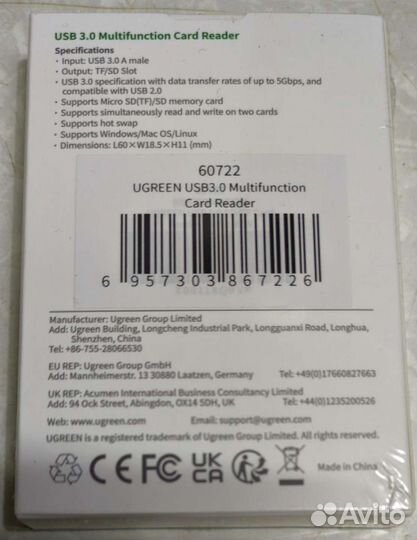 USB 3.0 Multifunction Card Reader
Specifications
• Input: USB 3.0 A male
• Output: TF/SD Slot
• USB 3.0 specification with data transfer rates of up to 5Gbps, and
compatible with USB 2.0
• Supports Micro SD(TF)/SD memory card
• Supports simultaneously read and write on two cards
• Supports hot swap
• Supports Windows/Mac OS/Linux
• Dimensions: L60×W18.5×H11 (mm)
60722
UGREEN USB3.0 Multifunction
Card Reader
6 957303 867226
Manufacturer: Ugreen Group Limited
Add: Ugreen Building, Longcheng Industrial Park, Longguanxi Road, Longhua,
Shenzhen, China
Tel: +86-755-28066530
EU REP: Ugreen Group GmbH
Add: Mannheimerstr. 13 30880 Laatzen, Germany Tel: +49(0)17660827663
UK REP: Acumen International Business Consultancy Limited
Add: 94 Ock Street, Abingdon, OX14 5DH, UK Tel: +44(0)1235200526
Web: www.ugreen.com Email: support@ugreen.com
UGREEN is a registered trademark of Ugreen Group Limited. All rights reserved.
CE FC UK CA Made in China
Avito